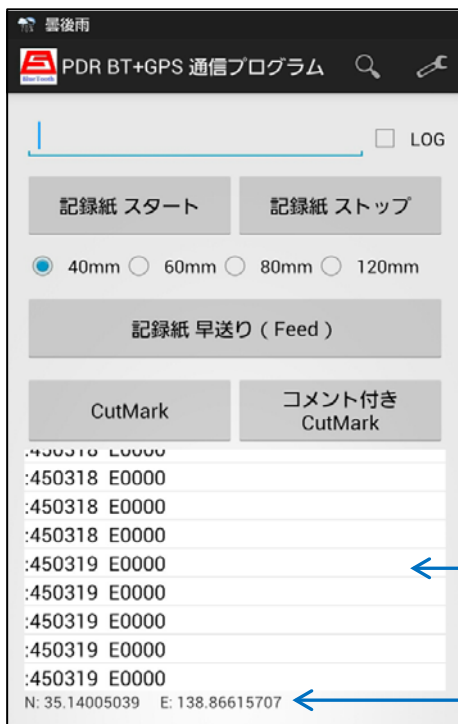 曇後雨
PDR BT+GPS 通信プログラム
LOG
記録紙 スタート 記録紙 ストップ
40mm 60mm 80mm 120mm
記録紙 早送り ( Feed )
CutMark コメント付き CutMark
:450318 E0000
:450318 E0000
:450318 E0000
:450318 E0000
:450319 E0000
:450319 E0000
:450319 E0000
:450319 E0000
:450319 E0000
N: 35.14005039 E: 138.86615707